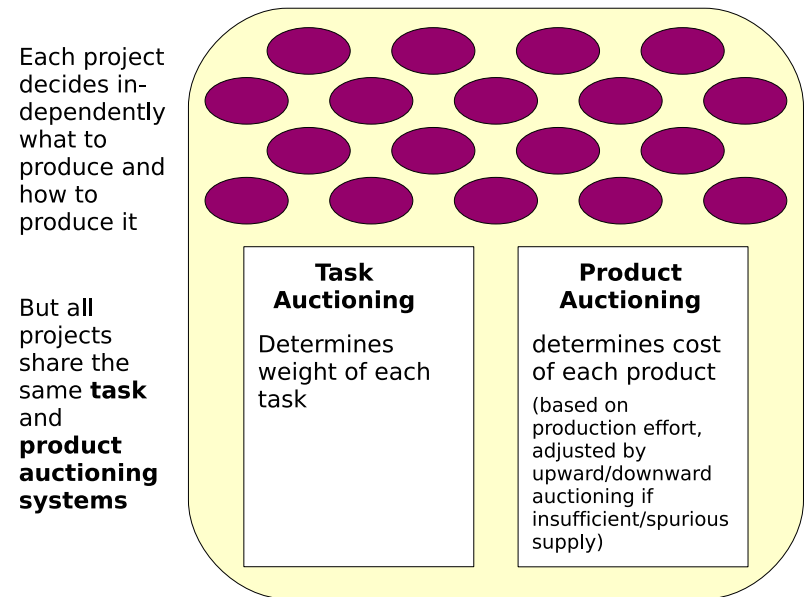 Each project
decides in-
dependently
what to
produce and
how to
produce it
But all
projects
share the
same task
and
product
auctioning
systems
Task
Auctioning
Determines
weight of each
task
Product
Auctioning
determines cost
of each product
(based on
production effort,
adjusted by
upward/downward
auctioning if
insufficient/spurious
supply)